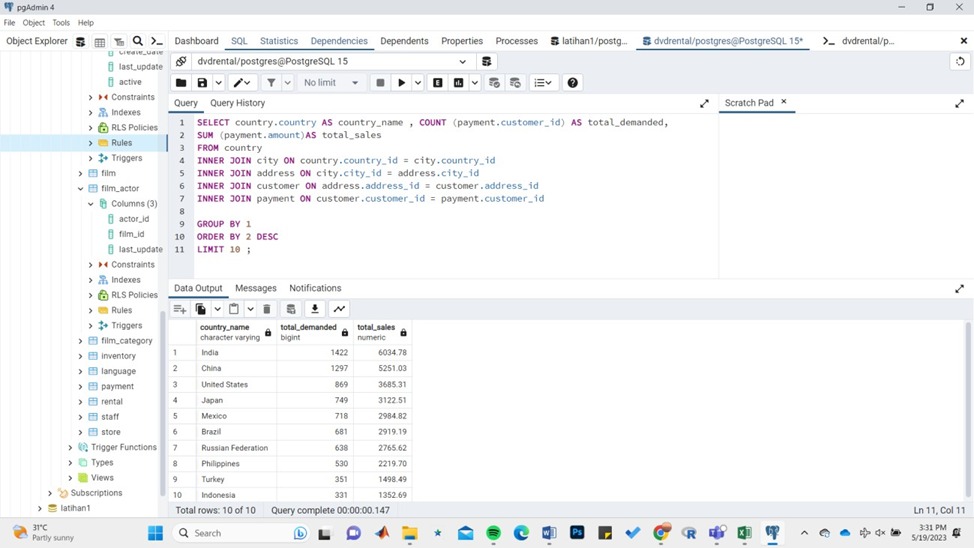 pgAdmin 4
File Object Tools Help
Object Explorer
Dashboard SQL Statistics Dependencies Dependents Properties Processes latihan1/postg... dvdrental/postgres@PostgreSQL 15* dvdrental/p...
create_date
last_update
active
Constraints
Indexes
RLS Policies
Rules
Triggers
film
film_actor
Columns (3)
actor_id
film_id
last_update
Constraints
Indexes
RLS Policies
Rules
Triggers
film_category
inventory
language
payment
rental
staff
store
Trigger Functions
Types
Views
Subscriptions
latihan1
dvdrental/postgres@PostgreSQL 15
No limit
E
Query Query History
Scratch Pad
1 SELECT country.country AS country_name , COUNT (payment.customer_id) AS total_demanded,
2 SUM (payment.amount)AS total_sales
3 FROM country
4 INNER JOIN city ON country.country_id = city.country_id
5 INNER JOIN address ON city.city_id = address.city_id
6 INNER JOIN customer ON address.address_id = customer.address_id
7 INNER JOIN payment ON customer.customer_id = payment.customer_id
8
9 GROUP BY 1
10 ORDER BY 2 DESC
11 LIMIT 10 ;
Data Output Messages Notifications
country_name total_demanded total_sales
character varying bigint numeric
1 India 1422 6034.78
2 China 1297 5251.03
3 United States 869 3685.31
4 Japan 749 3122.51
5 Mexico 718 2984.82
6 Brazil 681 2919.19
7 Russian Federation 638 2765.62
8 Philippines 530 2219.70
9 Turkey 351 1498.49
10 Indonesia 331 1352.69
Total rows: 10 of 10 Query complete 00:00:00.147 Ln 11, Col 11
31°C
Partly sunny
Search
3:31 PM
5/19/2023